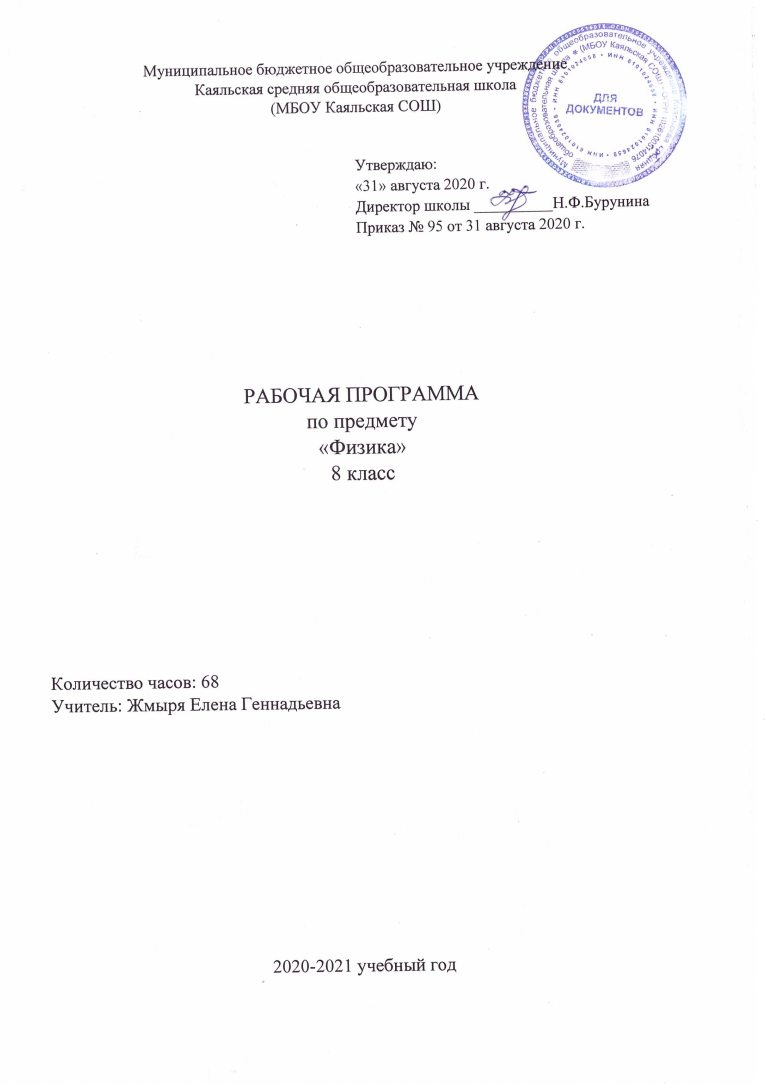 Муниципальное бюджетное общеобразовательное учреждение
Каяльская средняя общеобразовательная школа
(МБОУ Каяльская СОШ)
ДЛЯ
ДОКУМЕНТОВ
Утверждаю:
«31» августа 2020 г.
Директор школы ___________Н.Ф.Бурунина
Приказ № 95 от 31 августа 2020 г.
РАБОЧАЯ ПРОГРАММА
по предмету
«Физика»
8 класс
Количество часов: 68
Учитель: Жмыря Елена Геннадьевна
2020-2021 учебный год